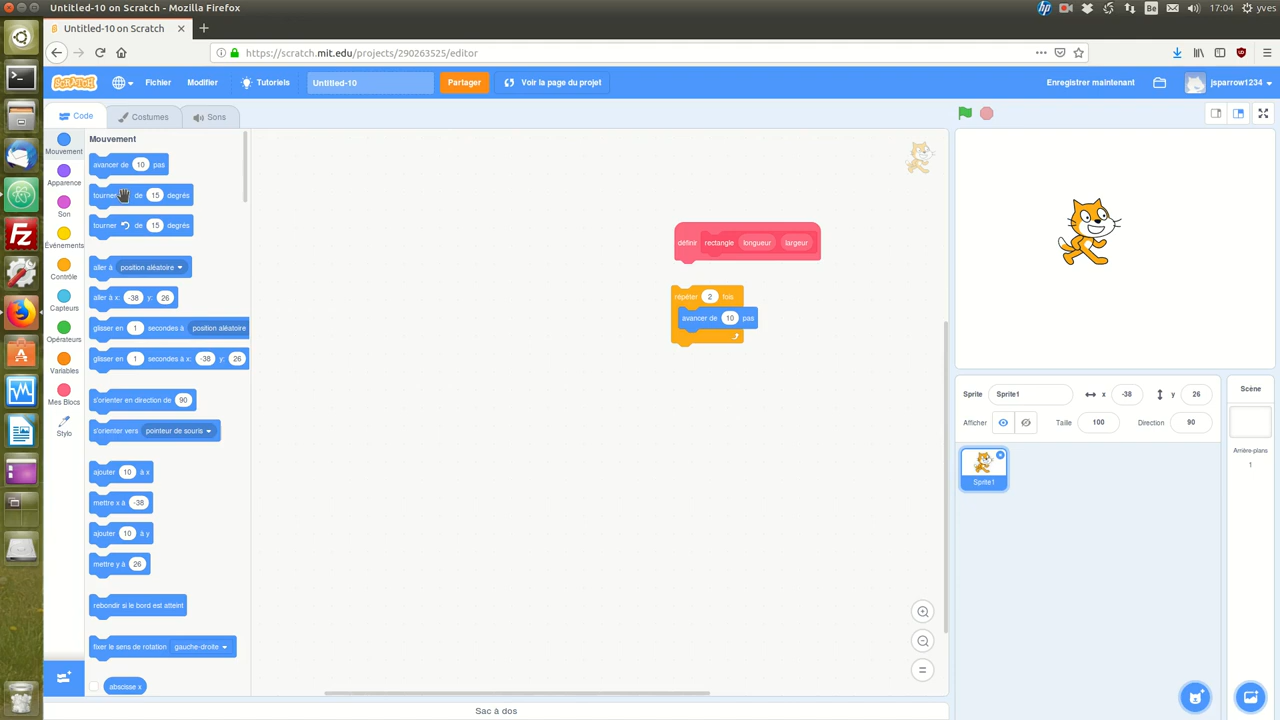 Untitled-10 on Scratch - Mozilla Firefox
Be
17:04
yves
Untitled-10 on Scratch
https://scratch.mit.edu/projects/290263525/editor
SCRATCH
Fichier
Modifier
Tutoriels
Untitled-10
Partager
Voir la page du projet
Enregistrer maintenant
jsparrow1234
Code
Costumes
Sons
Mouvement
Apparence
Son
Événements
Contrôle
Capteurs
Opérateurs
Variables
Mes Blocs
Stylo
Mouvement
avancer de 10 pas
tourner de 15 degrés
tourner de 15 degrés
aller à position aléatoire
aller à x: -38 y: 26
glisser en 1 secondes à position aléatoire
glisser en 1 secondes à x: -38 y: 26
s'orienter en direction de 90
s'orienter vers pointeur de souris
ajouter 10 à x
mettre x à -38
ajouter 10 à y
mettre y à 26
rebondir si le bord est atteint
fixer le sens de rotation gauche-droite
abscisse x
définir rectangle longueur largeur
répéter 2 fois
avancer de 10 pas
Sac à dos
Sprite Sprite1 x -38 y 26
Afficher Taille 100 Direction 90
Sprite1
Scène
Arrière-plans
1